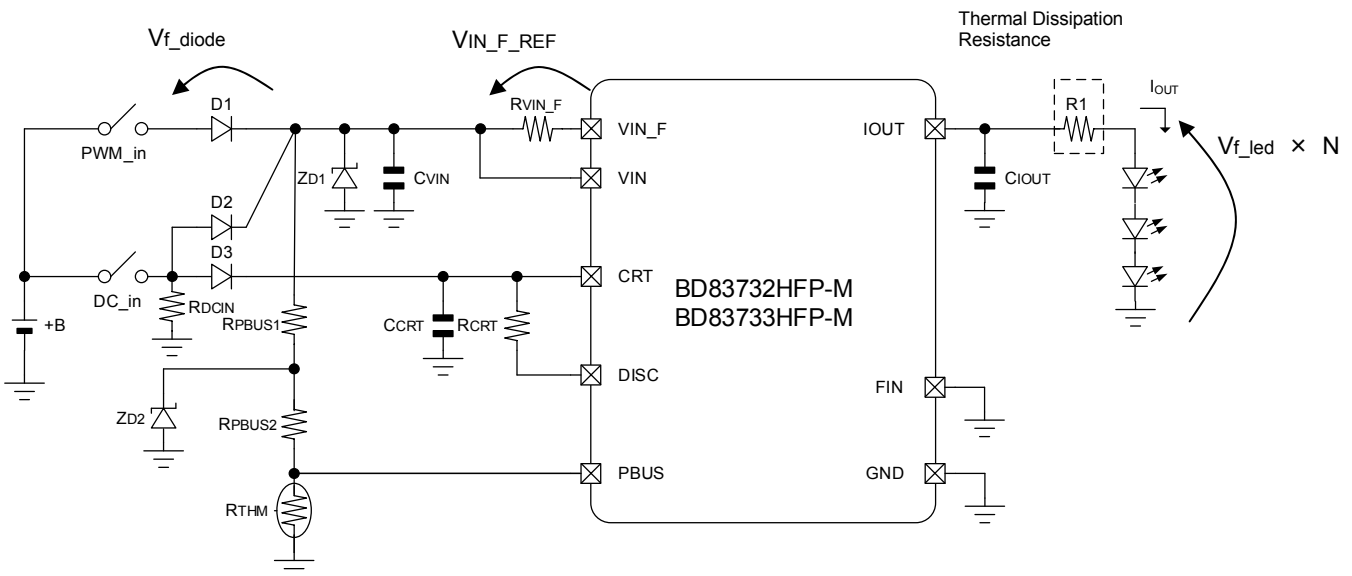 Thermal Dissipation
Resistance
Vf_diode
VIN_F_REF
D1
RVIN_F
R1
IOUT
PWM_in
VIN_F
IOUT
ZD1
CVIN
VIN
CIOUT
Vf_led × N
D2
D3
CRT
DC_in
RDCIN
BD83732HFP-M
BD83733HFP-M
+B
RPBUS1
CCRT
RCRT
DISC
FIN
ZD2
RPBUS2
PBUS
GND
RTHM